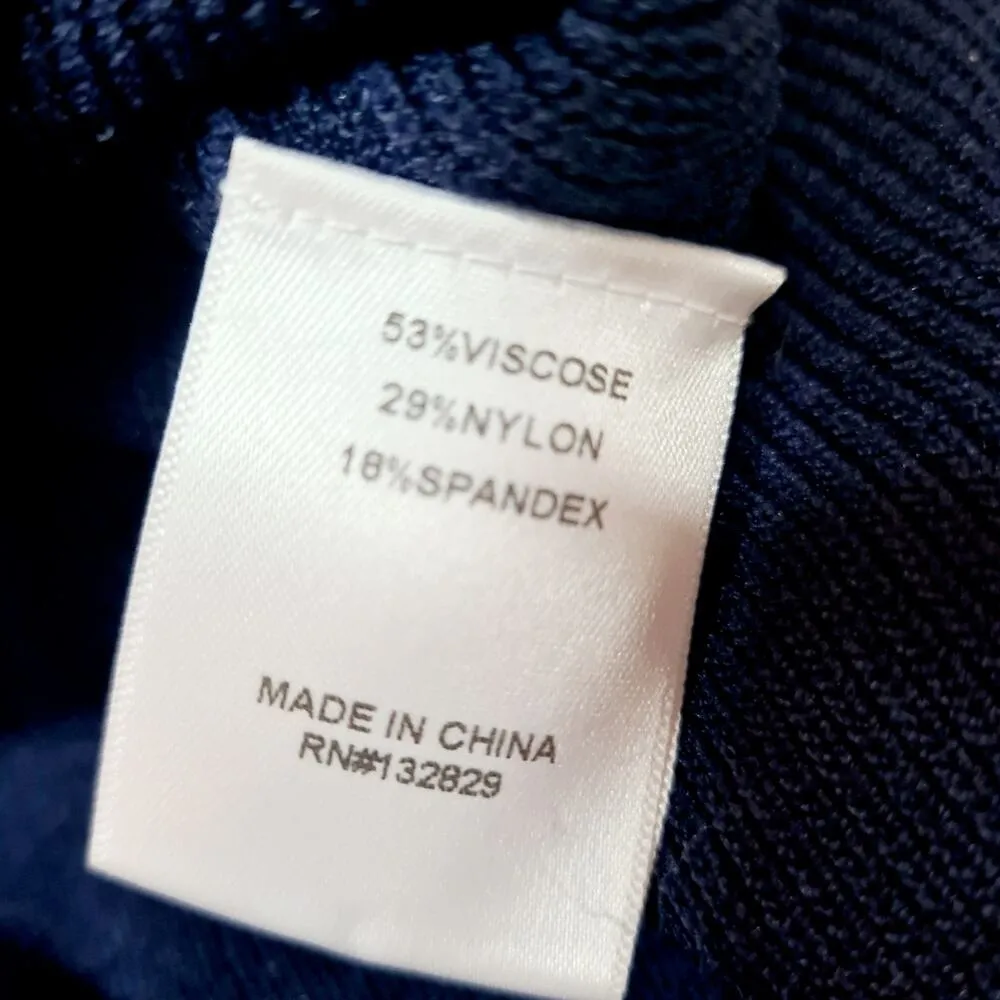 53%VISCOSE
29%NYLON
18%SPANDEX
MADE IN CHINA
RN#132829